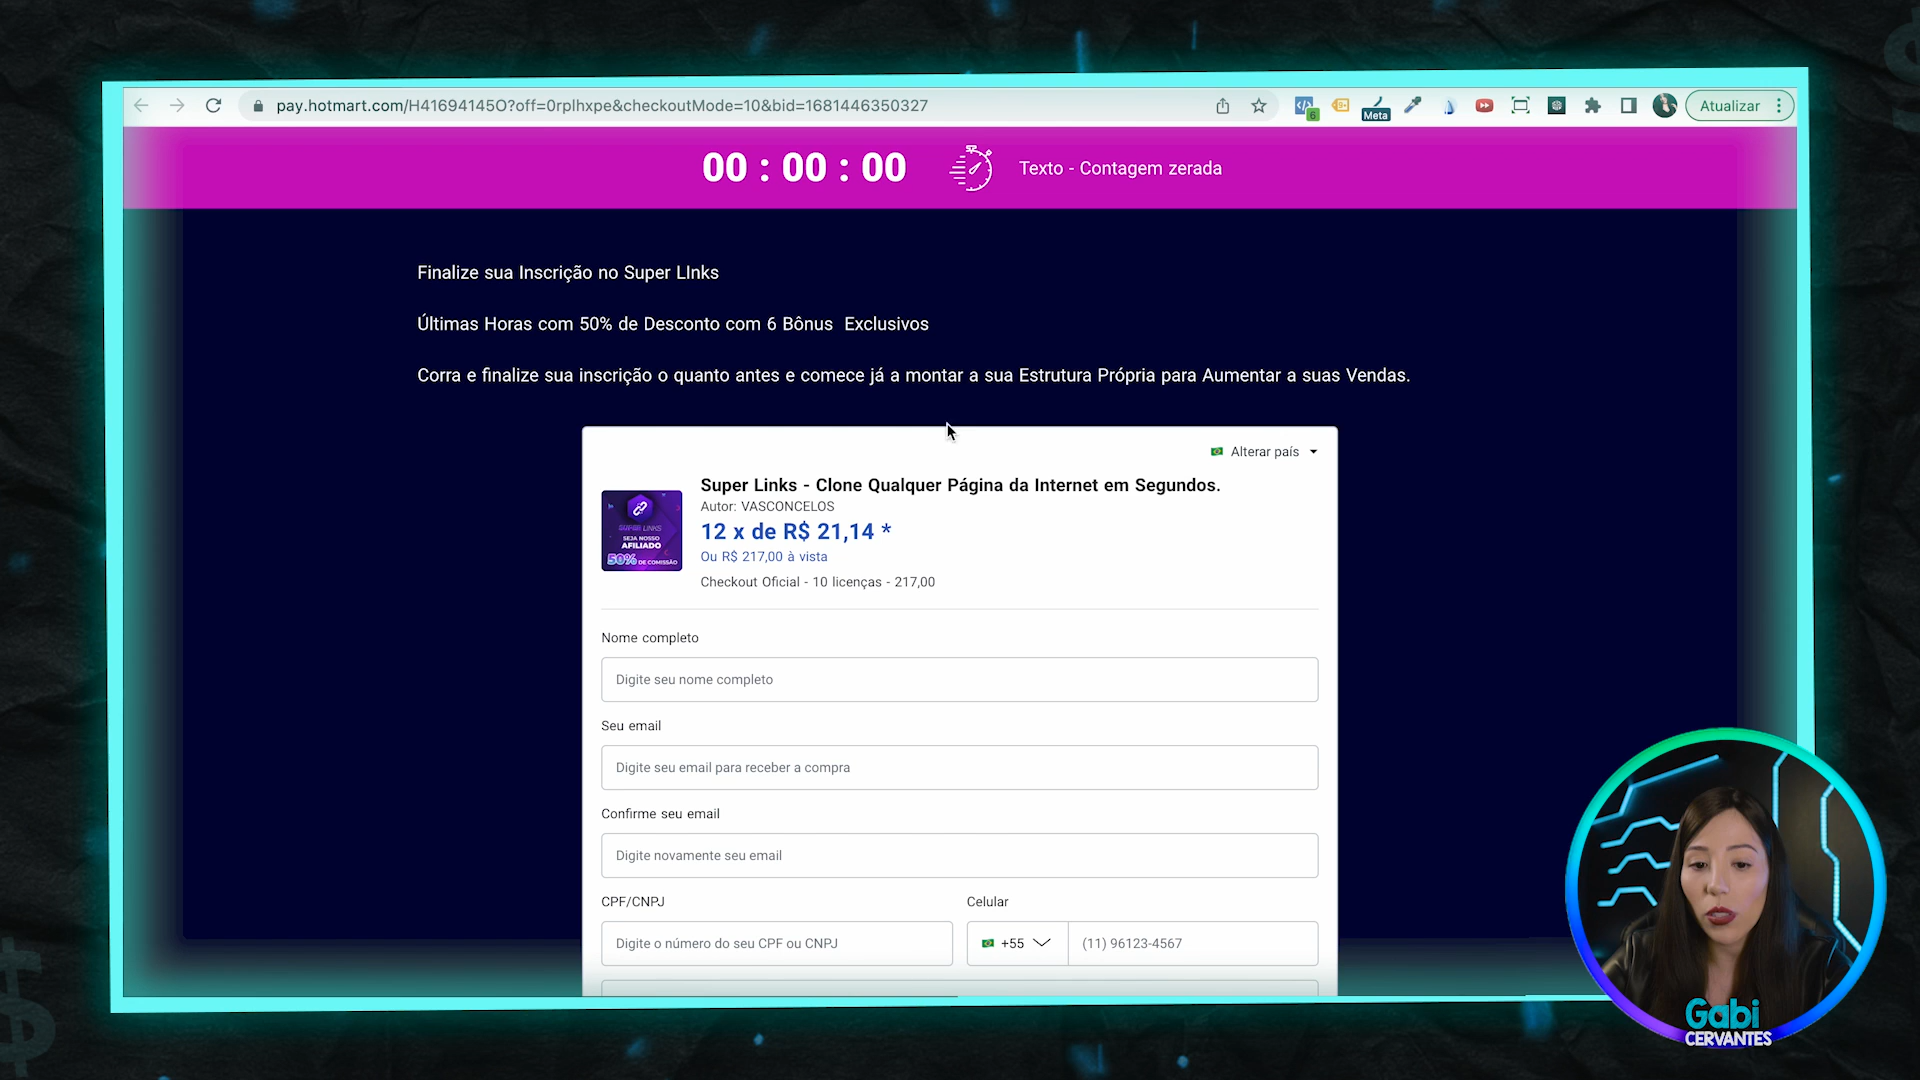 pay.hotmart.com/H41694145O?off=0rplhxpe&checkoutMode=10&bid=1681446350327
6
9+
Meta
Atualizar
00 : 00 : 00
Texto - Contagem zerada
Finalize sua Inscrição no Super LInks
Últimas Horas com 50% de Desconto com 6 Bônus Exclusivos
Corra e finalize sua inscrição o quanto antes e comece já a montar a sua Estrutura Própria para Aumentar a suas Vendas.
Alterar país
Super Links - Clone Qualquer Página da Internet em Segundos.
Autor: VASCONCELOS
12 x de R$ 21,14 *
Ou R$ 217,00 à vista
Checkout Oficial - 10 licenças - 217,00
SUPER LINKS
SEJA NOSSO
AFILIADO
50% DE COMISSÃO
Nome completo
Digite seu nome completo
Seu email
Digite seu email para receber a compra
Confirme seu email
Digite novamente seu email
CPF/CNPJ
Celular
Digite o número do seu CPF ou CNPJ
+55
(11) 96123-4567
Gabi
CERVANTES